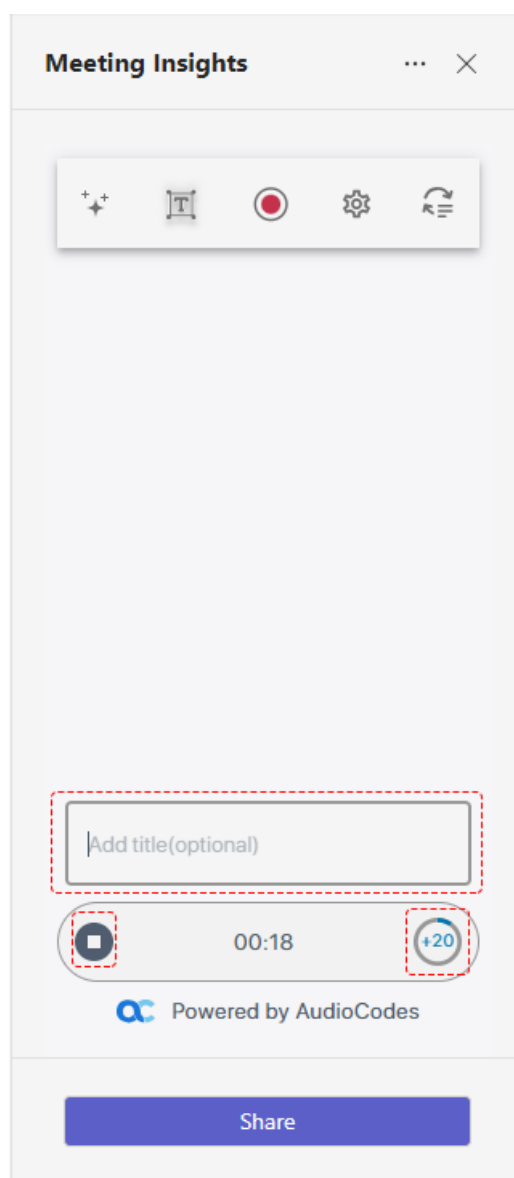 Meeting Insights
T
Add title(optional)
00:18
+20
Powered by AudioCodes
Share